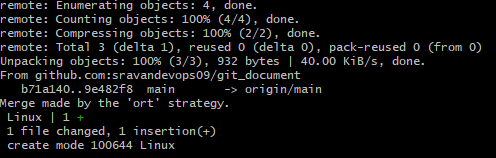 remote: Enumerating objects: 4, done.
remote: Counting objects: 100% (4/4), done.
remote: Compressing objects: 100% (2/2), done.
remote: Total 3 (delta 1), reused 0 (delta 0), pack-reused 0 (from 0)
Unpacking objects: 100% (3/3), 932 bytes | 40.00 KiB/s, done.
From github.com:sravandevops09/git_document
   b71a140..9e482f8  main       -> origin/main
Merge made by the 'ort' strategy.
 Linux | 1 +
 1 file changed, 1 insertion(+)
 create mode 100644 Linux